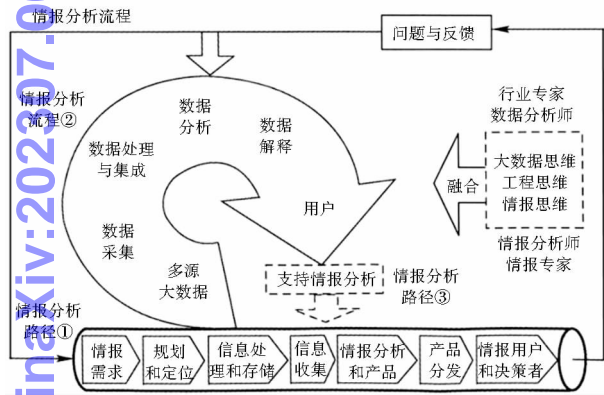 情报分析流程
问题与反馈
情报分析
流程②
数据
分析
数据
解释
数据处理
与集成
用户
数据
采集
多源
大数据
行业专家
数据分析师
融合
大数据思维
工程思维
情报思维
情报分析师
情报专家
支持情报分析
情报分析
路径③
情报分析
路径①
情报
需求
规划
和定位
信息处
理和存储
信息
收集
情报分析
和产品
产品
分发
情报用户
和决策者
inaXiv:202307.00